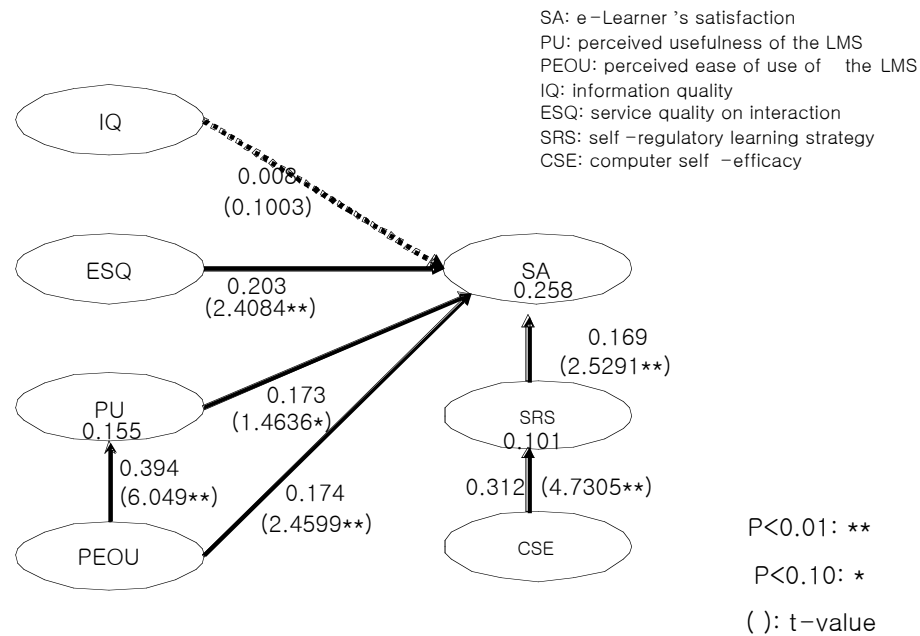 SA: e-Learner's satisfaction
PU: perceived usefulness of the LMS
PEOU: perceived ease of use of the LMS
IQ: information quality
ESQ: service quality on interaction
SRS: self-regulatory learning strategy
CSE: computer self-efficacy
IQ
0.008
(0.1003)
ESQ
0.203
(2.4084**)
SA
0.258
0.169
(2.5291**)
PU
0.155
0.173
(1.4636*)
SRS
0.101
0.394
(6.049**)
0.174
(2.4599**)
0.312 (4.7305**)
PEOU
CSE
P<0.01: **
P<0.10: *
( ): t-value